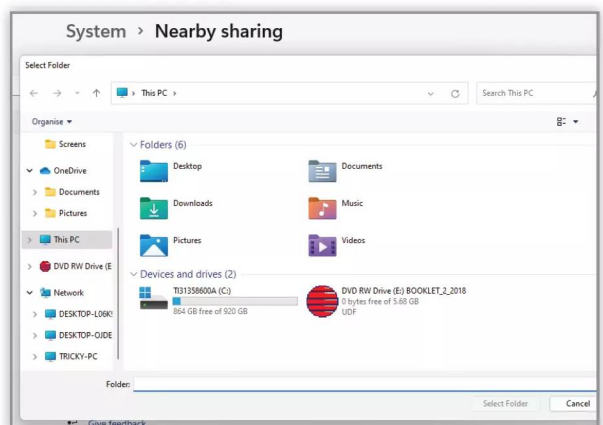 System > Nearby sharing
Select Folder
This PC
Search This PC
Organise
Screens
OneDrive
Documents
Pictures
This PC
DVD RW Drive (E
Network
DESKTOP-L06K
DESKTOP-OJDE
TRICKY-PC
Folders (6)
Desktop
Documents
Downloads
Music
Pictures
Videos
Devices and drives (2)
TI31358600A (C:)
864 GB free of 920 GB
DVD RW Drive (E:) BOOKLET_2_2018
0 bytes free of 5.68 GB
UDF
Folder:
Select Folder
Cancel
Give feedback